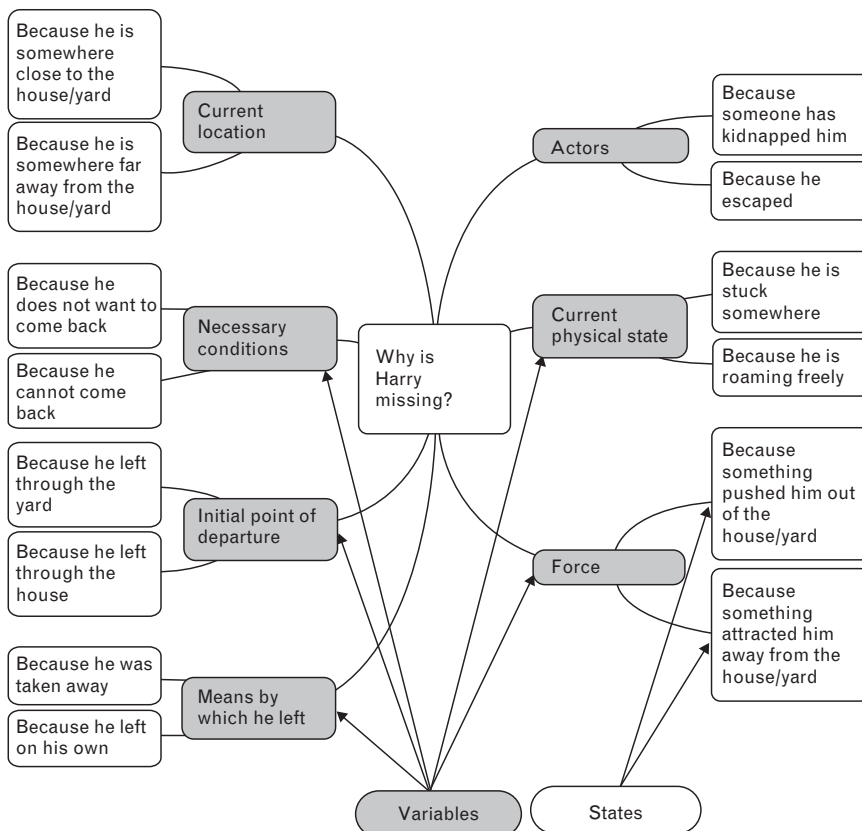 Because he is
somewhere
close to the
house/yard
Because he is
somewhere far
away from the
house/yard
Current
location
Because he
does not want to
come back
Because he
cannot come
back
Necessary
conditions
Because he left
through the
yard
Because he left
through the
house
Initial point of
departure
Because he was
taken away
Because he left
on his own
Means by
which he left
Why is
Harry
missing?
Actors
Because
someone has
kidnapped him
Because he
escaped
Current
physical state
Because he is
stuck
somewhere
Because he is
roaming freely
Force
Because
something
pushed him out
of the
house/yard
Because
something
attracted him
away from the
house/yard
Variables
States